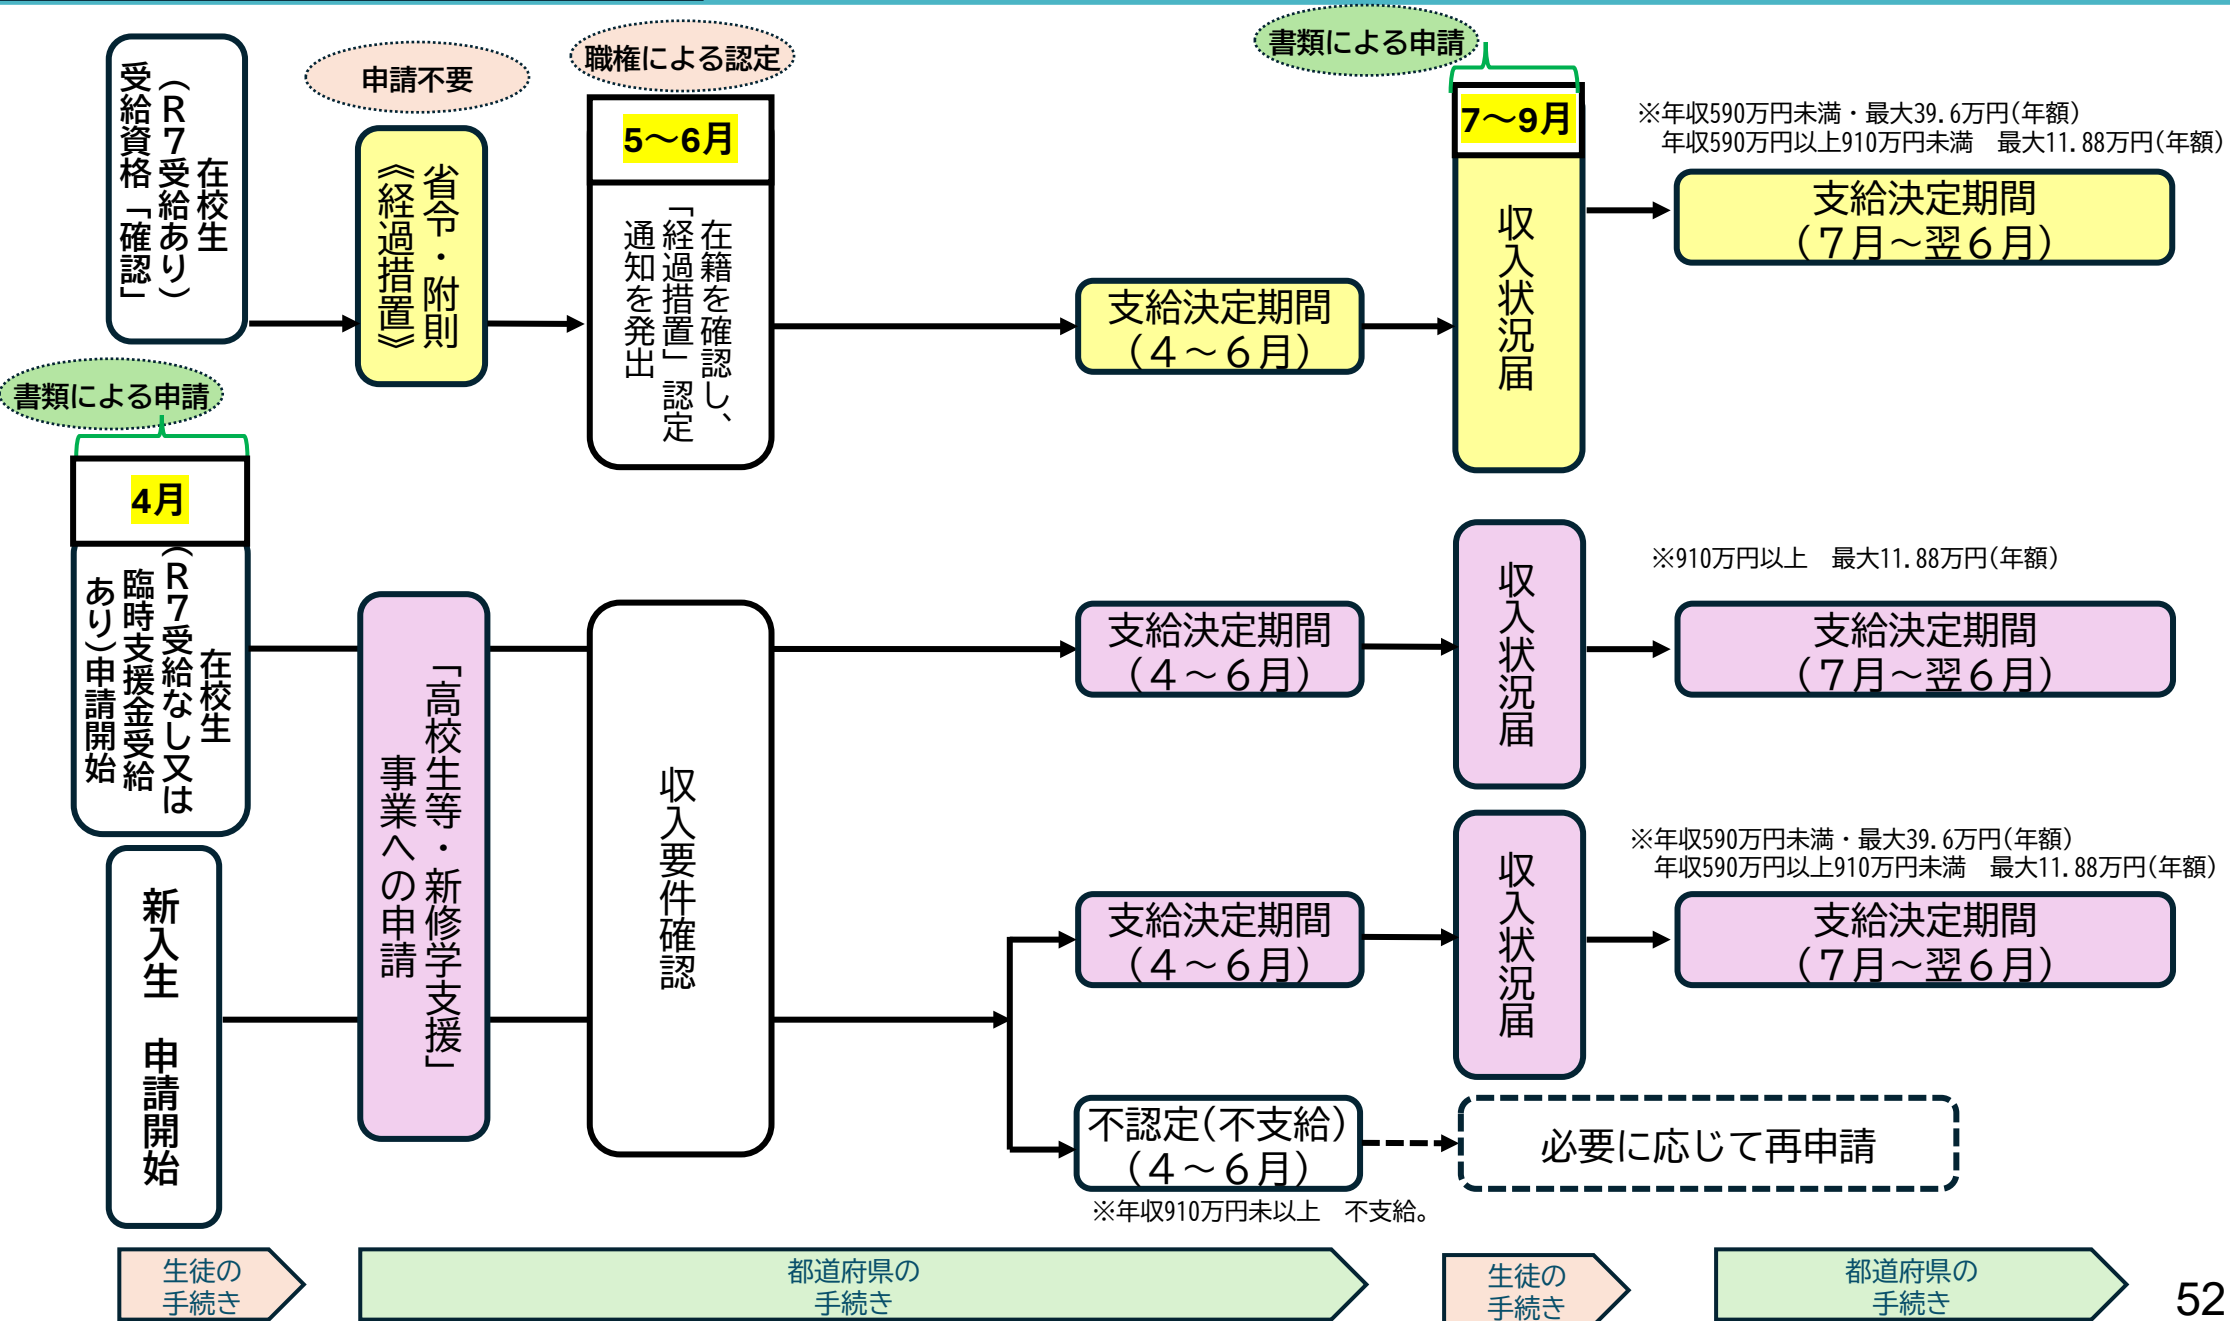 在校生
（Ｒ７受給あり）
受給資格「確認」
申請不要
省令・附則
《経過措置》
職権による認定
5～6月
在籍を確認し、
「経過措置」認定
通知を発出
支給決定期間
（４～６月）
書類による申請
7～9月
収入状況届
※年収590万円未満・最大39.6万円(年額)
年収590万円以上910万円未満　最大11.88万円(年額)
支給決定期間
（７月～翌６月）
書類による申請
4月
在校生
（Ｒ７受給なし又は
臨時支援金受給
あり）申請開始
「高校生等・新修学支援」
事業への申請
収入要件確認
支給決定期間
（４～６月）
収入状況届
※910万円以上　最大11.88万円(年額)
支給決定期間
（７月～翌６月）
新入生　申請開始
支給決定期間
（４～６月）
収入状況届
※年収590万円未満・最大39.6万円(年額)
年収590万円以上910万円未満　最大11.88万円(年額)
支給決定期間
（７月～翌６月）
不認定(不支給)
（４～６月）
※年収910万円未以上　不支給。
必要に応じて再申請
生徒の
手続き
都道府県の
手続き
生徒の
手続き
都道府県の
手続き
52